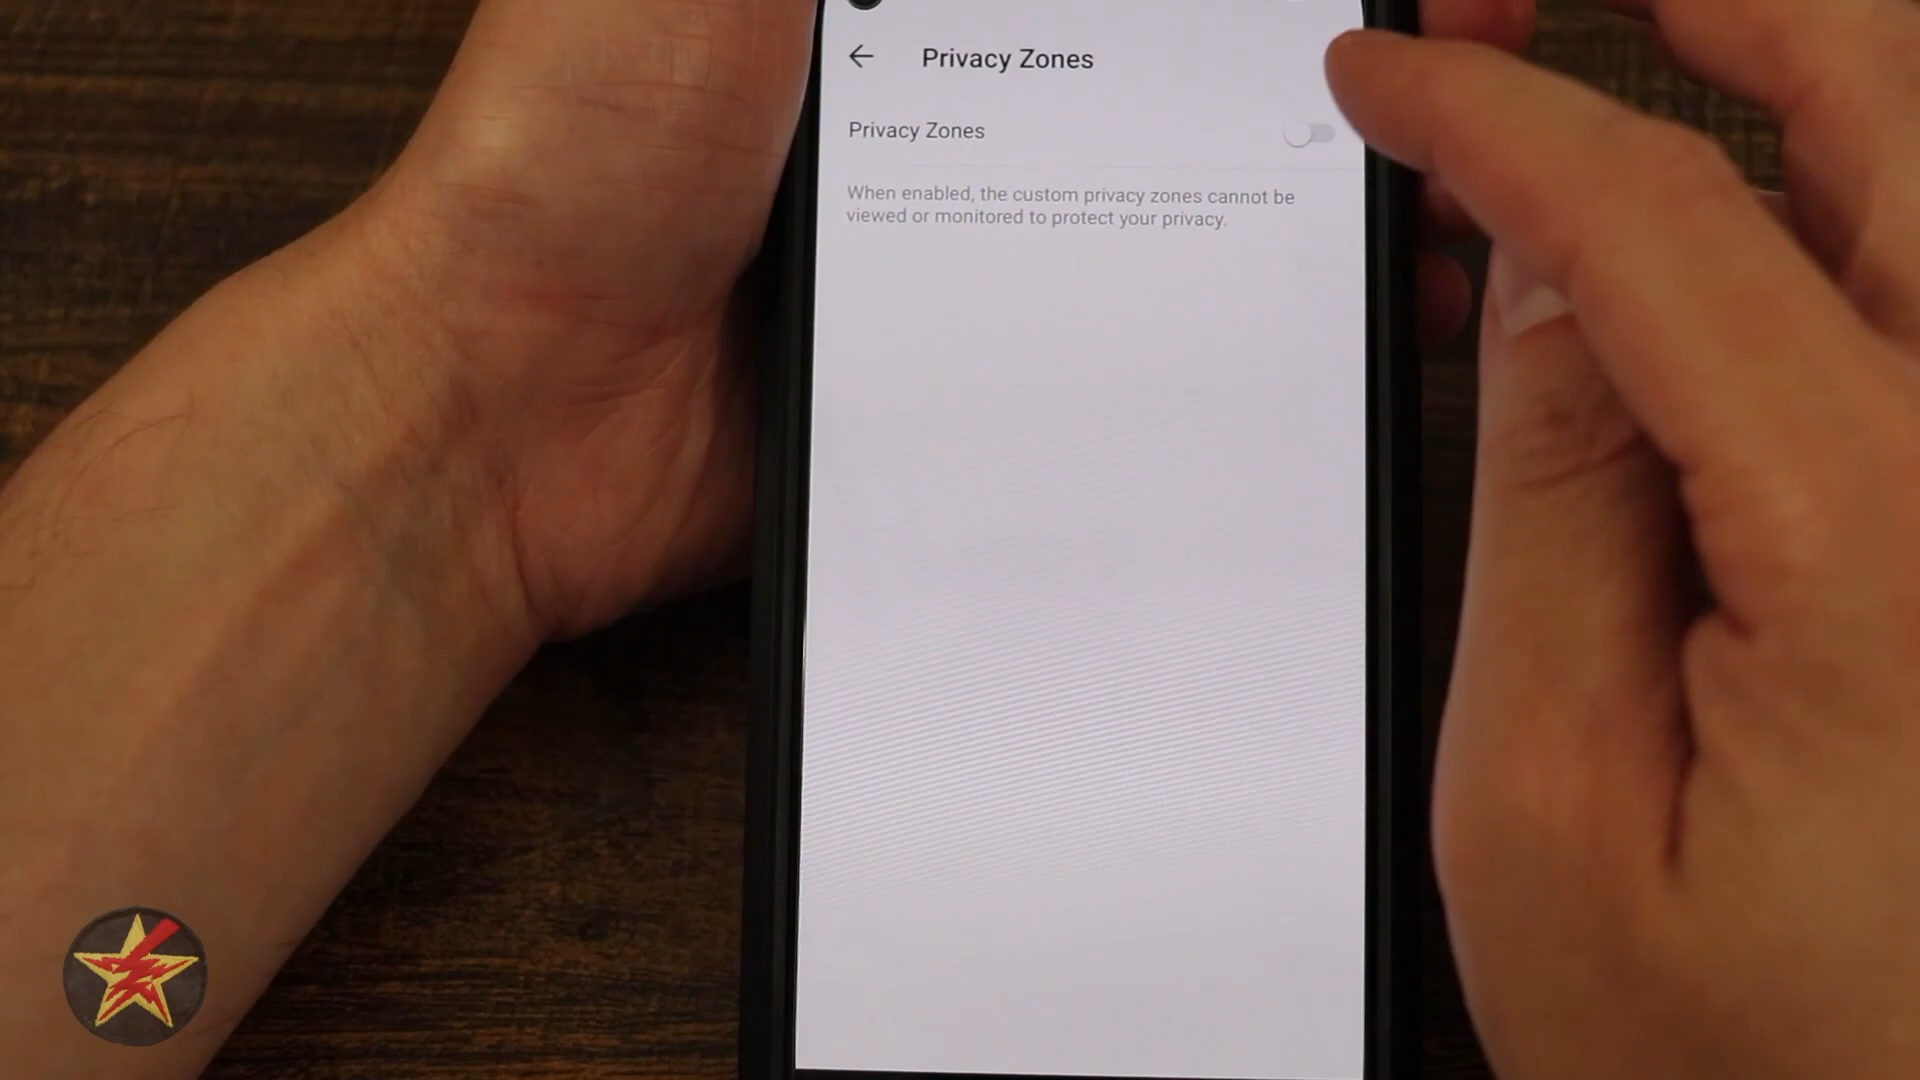 Privacy Zones
Privacy Zones
When enabled, the custom privacy zones cannot be
viewed or monitored to protect your privacy.